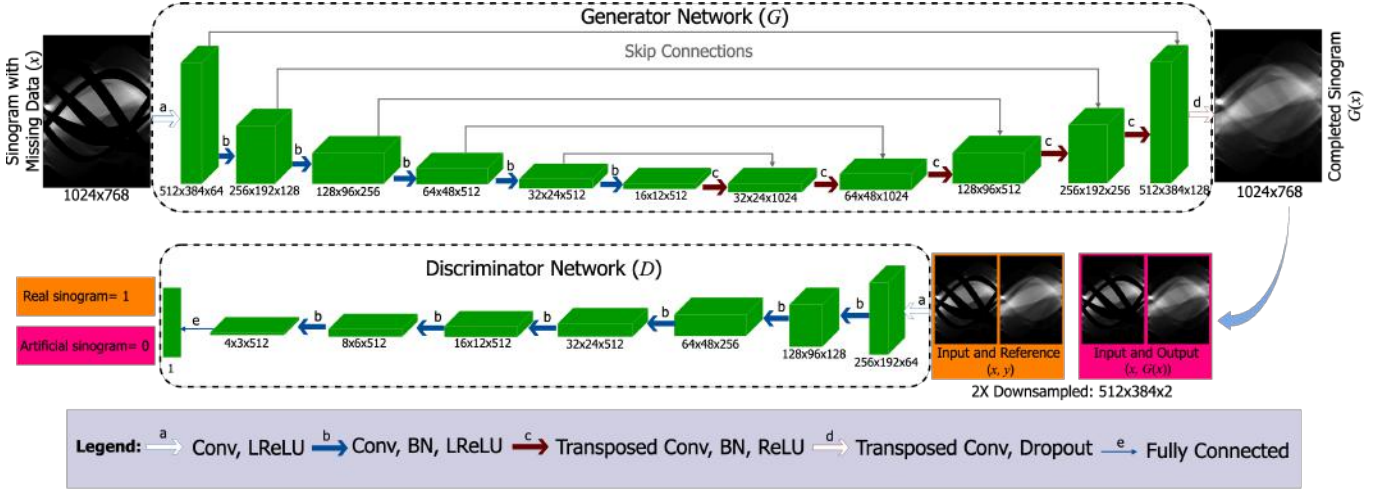 Generator Network (G)
Skip Connections
Sinogram with
Missing Data (x)
1024x768
a
b
b
b
b
b
c
c
c
c
c
d
512x384x64
256x192x128
128x96x256
64x48x512
32x24x512
16x12x512
32x24x1024
64x48x1024
128x96x512
256x192x256
512x384x128
1024x768
Completed Sinogram
G(x)
Discriminator Network (D)
Real sinogram= 1
Artificial sinogram= 0
e
b
b
b
b
b
b
a
1
4x3x512
8x6x512
16x12x512
32x24x512
64x48x256
128x96x128
256x192x64
Input and Reference
(x, y)
Input and Output
(x, G(x))
2X Downsampled: 512x384x2
Legend: a Conv, LReLU b Conv, BN, LReLU c Transposed Conv, BN, ReLU d Transposed Conv, Dropout e Fully Connected